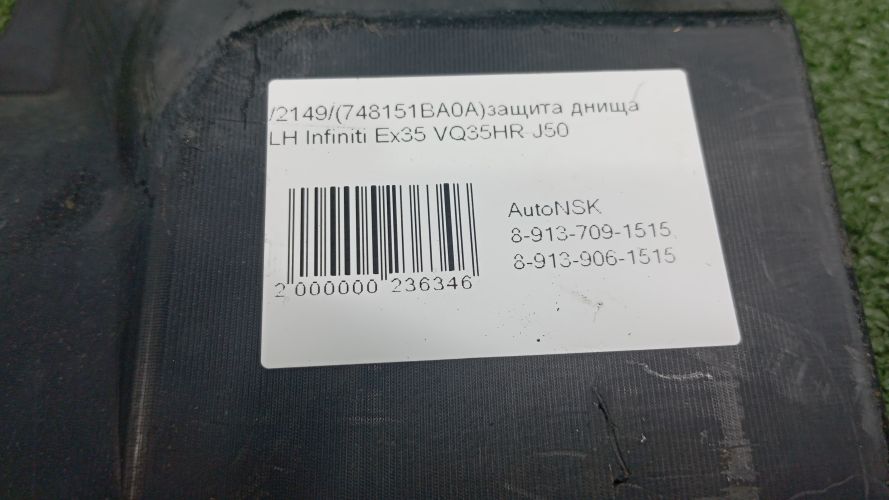 /2149/(748151BA0A)защита днища
LH Infiniti Ex35 VQ35HR J50
AutoNSK
8-913-709-1515
8-913-906-1515
2 000000 236346